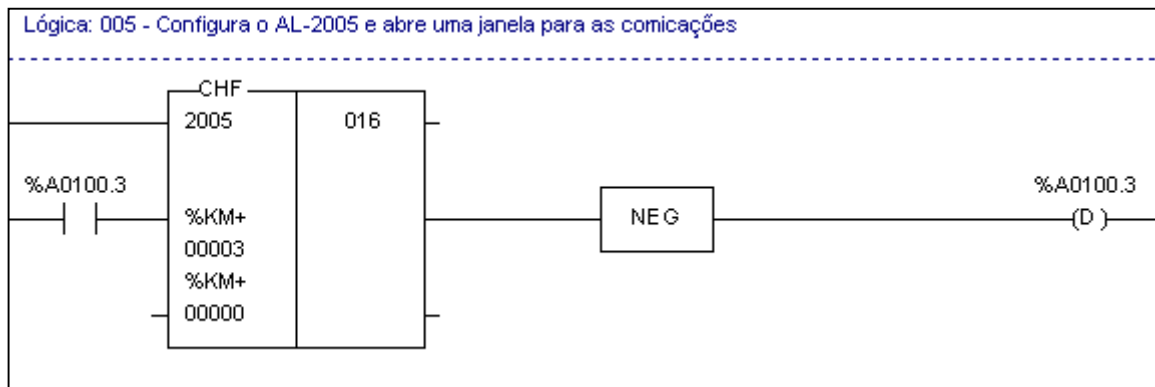 Lógica: 005 - Configura o AL-2005 e abre uma janela para as comicações
CHF
2005 016
%A0100.3
%KM+
00003
%KM+
00000
NEG
%A0100.3
(D)